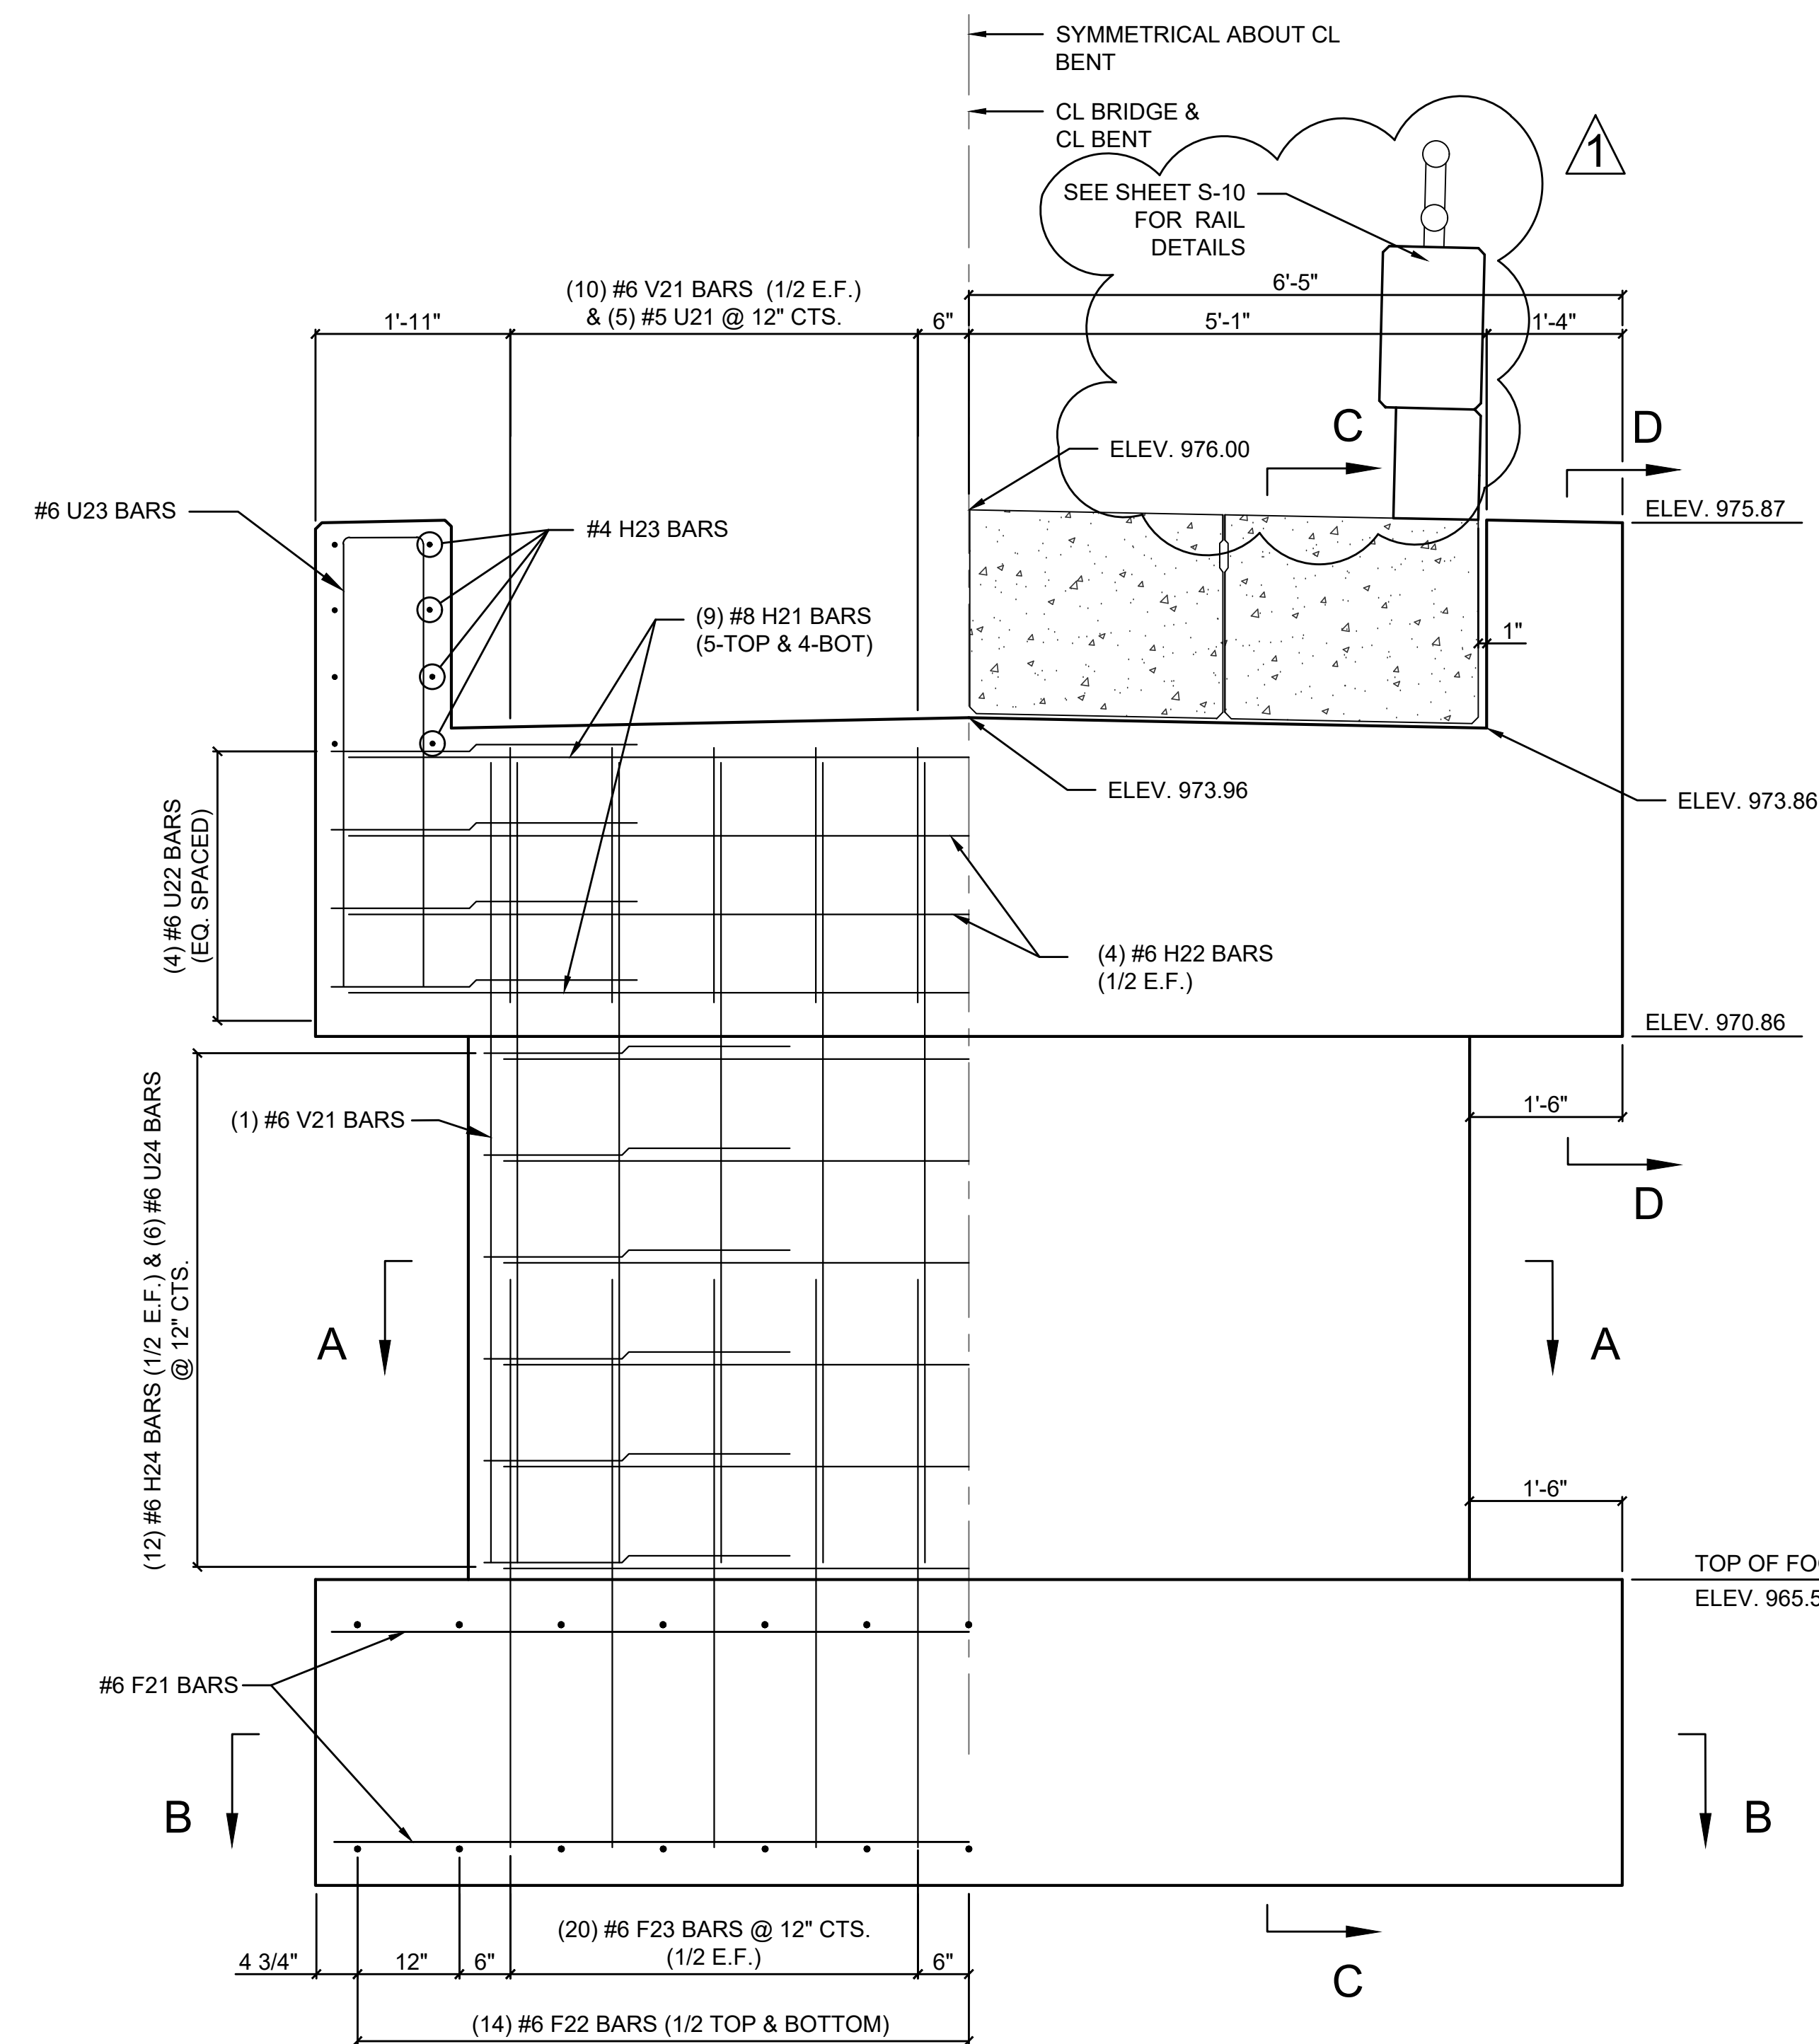 SYMMETRICAL ABOUT CL
BENT
CL BRIDGE &
CL BENT
1
SEE SHEET S-10
FOR RAIL
DETAILS
6'-5"
(10) #6 V21 BARS (1/2 E.F.)
& (5) #5 U21 @ 12" CTS.
1'-11"
6"
5'-1"
1'-4"
C
D
ELEV. 976.00
#6 U23 BARS
ELEV. 975.87
#4 H23 BARS
(9) #8 H21 BARS
(5-TOP & 4-BOT)
1"
ELEV. 973.96
ELEV. 973.86
(4) #6 U22 BARS
(EQ. SPACED)
(4) #6 H22 BARS
(1/2 E.F.)
ELEV. 970.86
1'-6"
(1) #6 V21 BARS
D
(12) #6 H24 BARS (1/2 E.F.) & (6) #6 U24 BARS
@ 12" CTS.
A
A
1'-6"
TOP OF
ELEV.
#6 F21 BARS
B
B
(20) #6 F23 BARS @ 12" CTS.
(1/2 E.F.)
4 3/4"
12"
6"
6"
C
(14) #6 F22 BARS (1/2 TOP & BOTTOM)